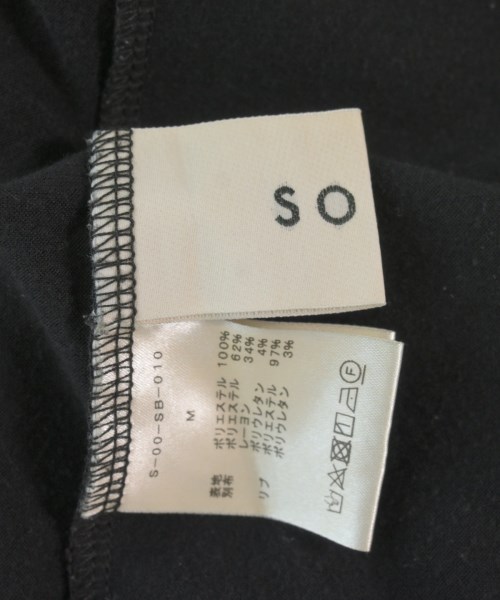 SO
S-00-SB-010
M
表地 ポリエステル 100%
別布 ポリエステル 62%
レーヨン 34%
ポリウレタン 4%
リブ ポリエステル 97%
ポリウレタン 3%
F